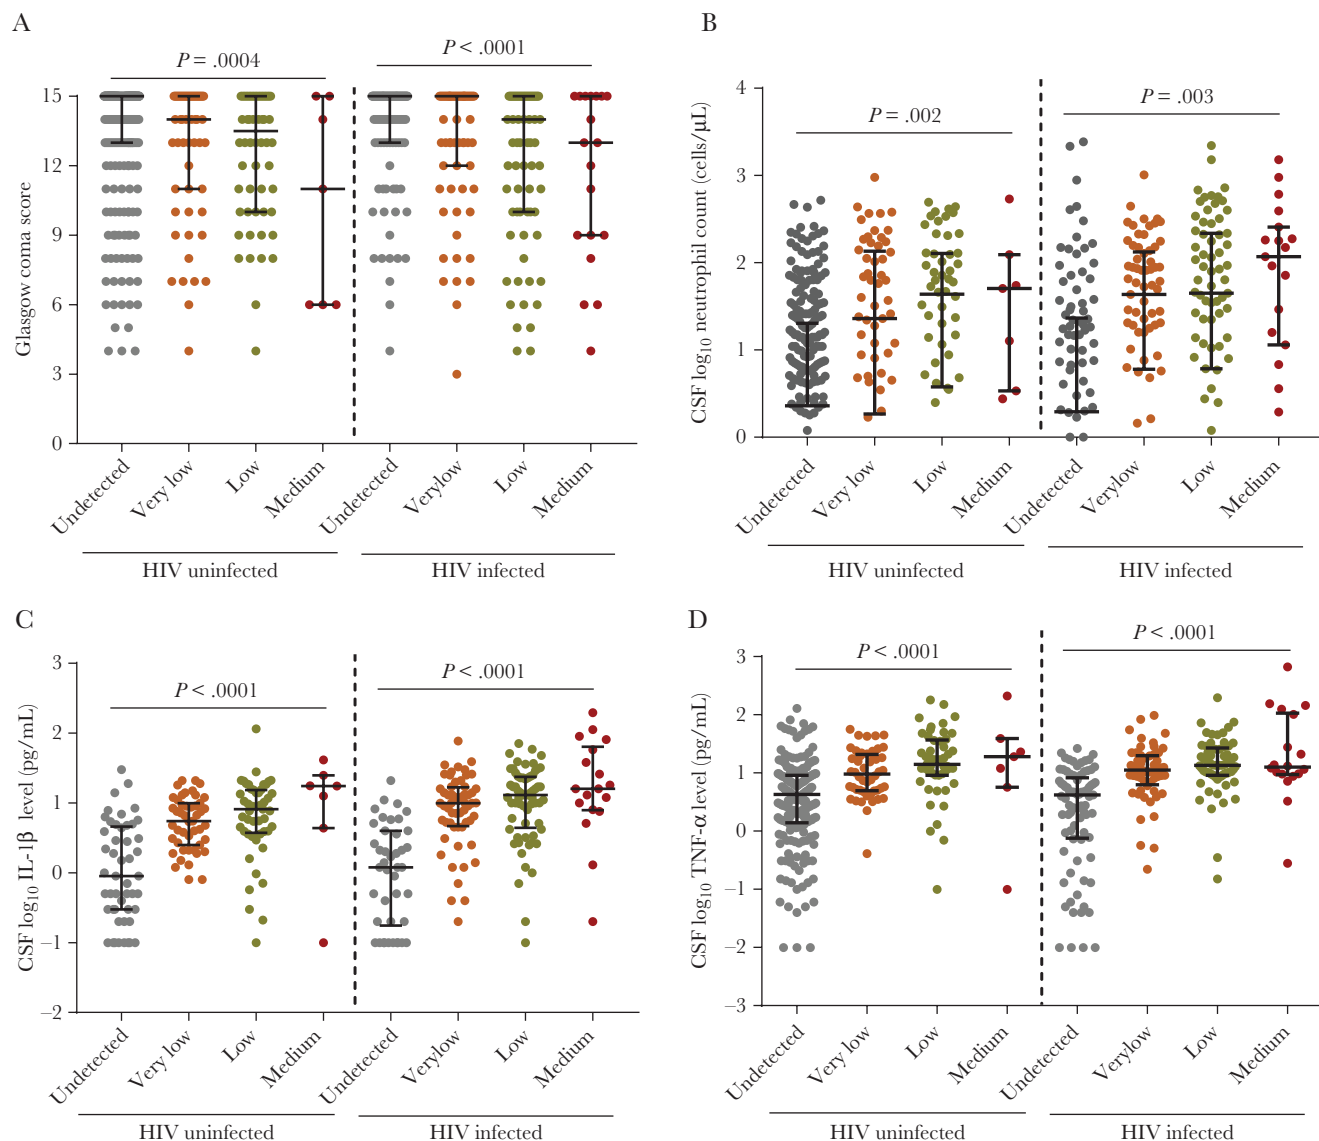 A
P < .0001
P = .0004
15
12
9
6
3
0
Glasgow coma score
Undetected
Very low
Low
Medium
Undetected
Verylow
Low
Medium
HIV uninfected
HIV infected
B
4
P = .003
P = .002
3
2
1
0
CSF log10 neutrophil count (cells/μL)
Undetected
Very low
Low
Medium
Undetected
Verylow
Low
Medium
HIV uninfected
HIV infected
C
3
P < .0001
P < .0001
2
1
0
−1
−2
CSF log10 IL-1β level (pg/mL)
Undetected
Very low
Low
Medium
Undetected
Verylow
Low
Medium
HIV uninfected
HIV infected
D
P < .0001
P < .0001
3
2
1
0
−1
−2
−3
CSF log10 TNF-α level (pg/mL)
Undetected
Very low
Low
Medium
Undetected
Verylow
Low
Medium
HIV uninfected
HIV infected